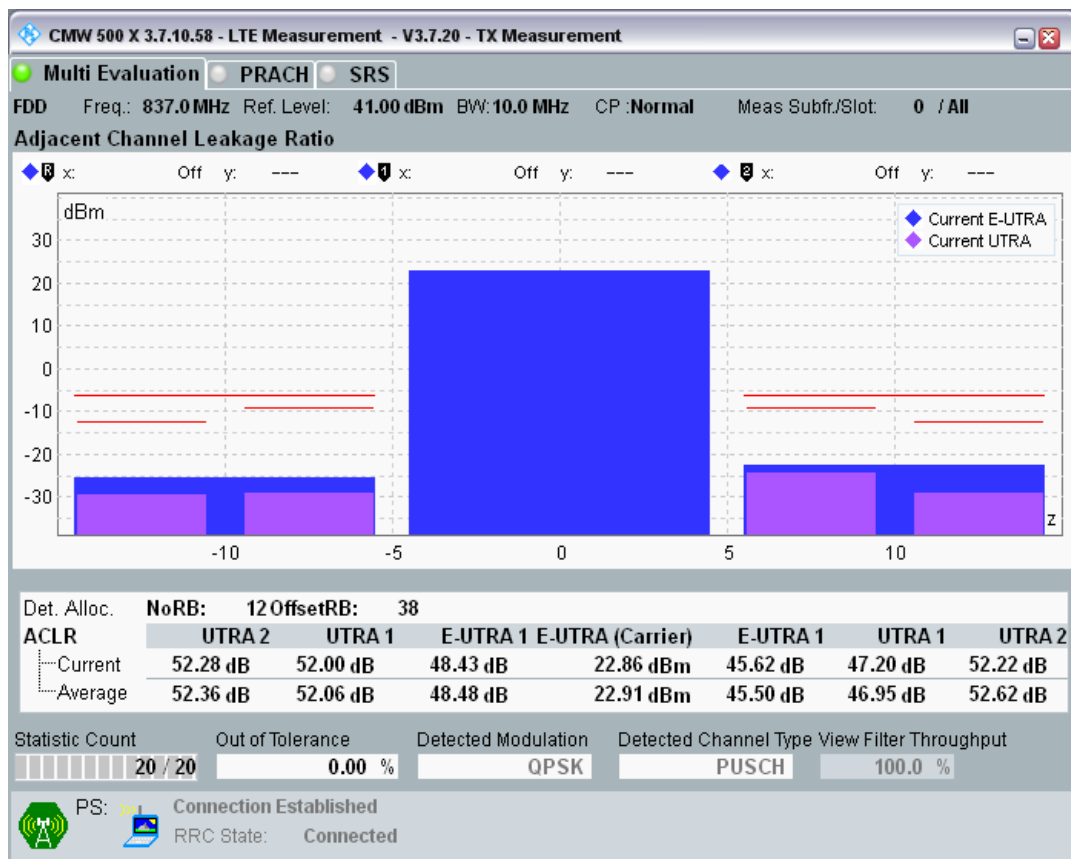 CMW 500 X 3.7.10.58 - LTE Measurement - V3.7.20 - TX Measurement
Multi Evaluation PRACH SRS
FDD Freq.: 837.0 MHz Ref. Level: 41.00 dBm BW: 10.0 MHz CP :Normal Meas Subfr./Slot: 0 / All
Adjacent Channel Leakage Ratio
R x: Off y: --- 1 x: Off y: --- 2 x: Off y: ---
dBm
Current E-UTRA
Current UTRA
30
20
10
0
-10
-20
-30
z
-10 -5 0 5 10
Det. Alloc. NoRB: 12 OffsetRB: 38
ACLR UTRA 2 UTRA 1 E-UTRA 1 E-UTRA (Carrier) E-UTRA 1 UTRA 1 UTRA 2
Current 52.28 dB 52.00 dB 48.43 dB 22.86 dBm 45.62 dB 47.20 dB 52.22 dB
Average 52.36 dB 52.06 dB 48.48 dB 22.91 dBm 45.50 dB 46.95 dB 52.62 dB
Statistic Count Out of Tolerance Detected Modulation Detected Channel Type View Filter Throughput
20 / 20 0.00 % QPSK PUSCH 100.0 %
PS: Connection Established
RRC State: Connected